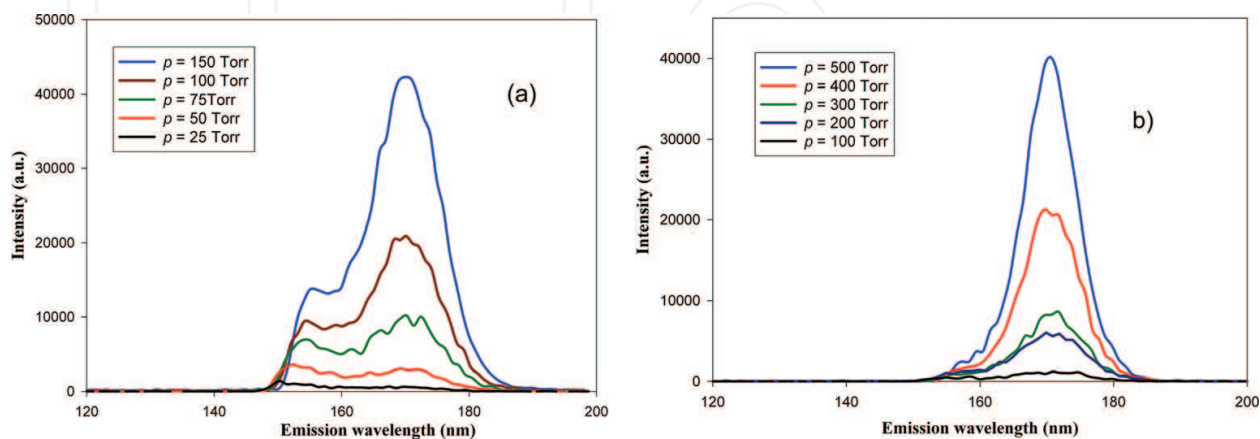 50000
40000
30000
20000
10000
0
Intensity (a.u.)
p = 150 Torr
p = 100 Torr
p = 75Torr
p = 50 Torr
p = 25 Torr
(a)
120 140 160 180 200
Emission wavelength (nm)
40000
30000
20000
10000
0
Intensity (a.u.)
p = 500 Torr
p = 400 Torr
p = 300 Torr
p = 200 Torr
p = 100 Torr
b)
120 140 160 180 200
Emission wavelength (nm)